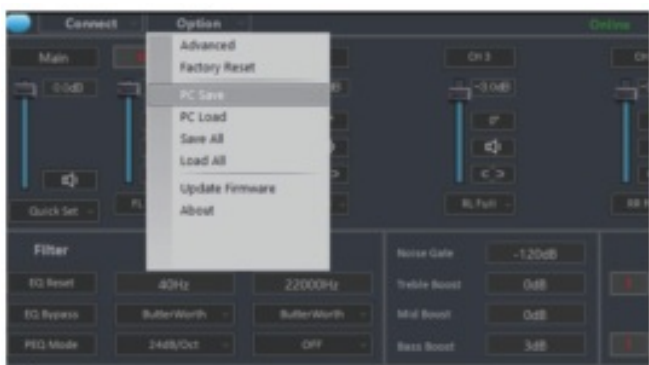 Connect Option Online
Main
Advanced
Factory Reset
CH 3
0.0dB
PC Save
-3.0dB
PC Load
0°
Save All
Load All
<_>
Update Firmware
About
Quick Set
RL Full
Filter
Noise Gate -120dB
EQ Reset 40Hz 22000Hz Treble Boost 0dB
EQ Bypass ButterWorth ButterWorth Mid Boost 0dB
PEQ Mode 24dB/Oct OFF Bass Boost 3dB